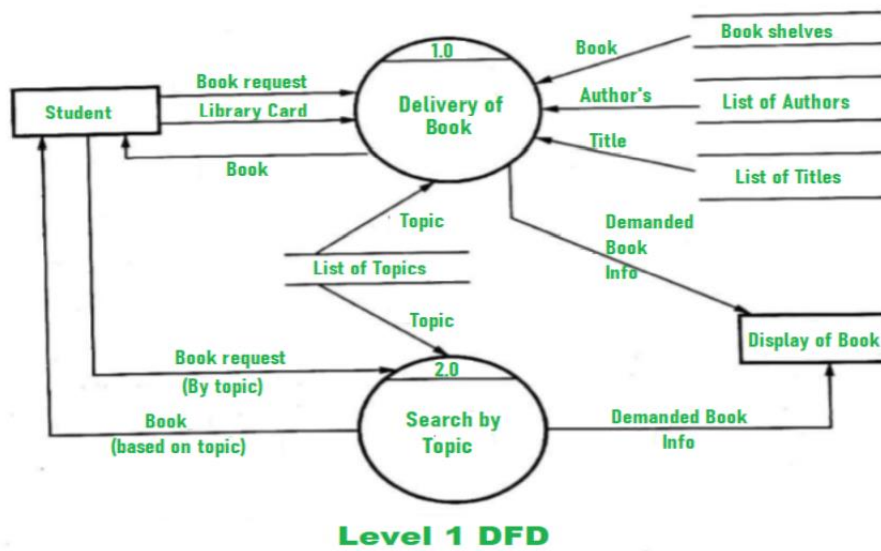 1.0
Book shelves
Book
Book request
Delivery of
Book
Author's
List of Authors
Student
Library Card
Title
Book
List of Titles
Topic
Demanded
Book
Info
List of Topics
Topic
Display of Book
Book request
(By topic)
2.0
Search by
Topic
Book
(based on topic)
Demanded Book
Info
Level 1 DFD